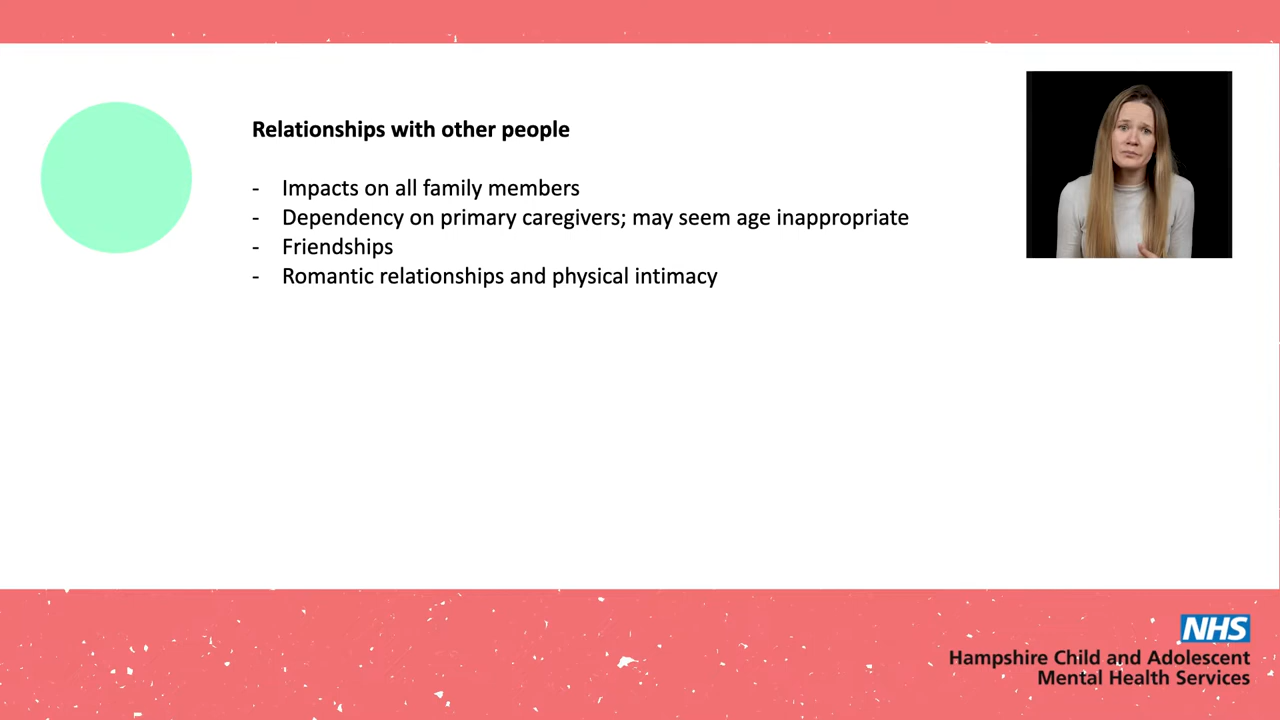 Relationships with other people
- Impacts on all family members
- Dependency on primary caregivers; may seem age inappropriate
- Friendships
- Romantic relationships and physical intimacy
NHS
Hampshire Child and Adolescent
Mental Health Services